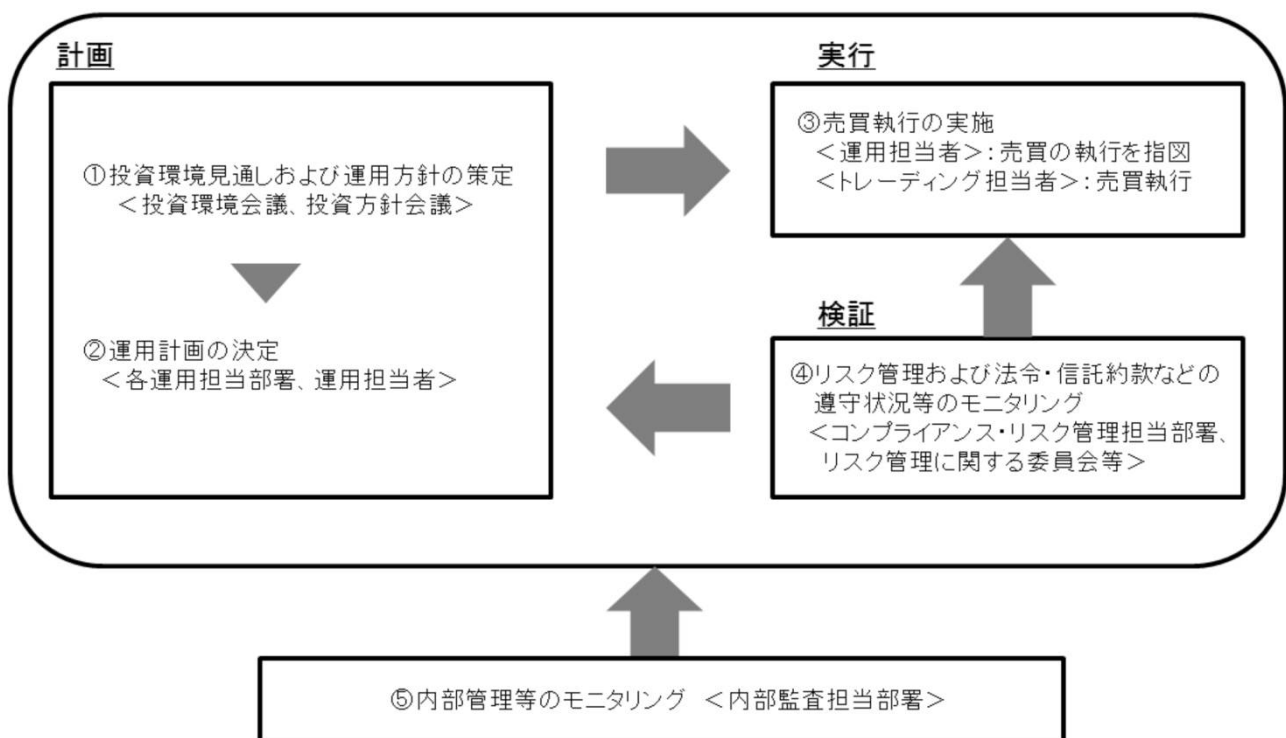 計画
①投資環境見通しおよび運用方針の策定
＜投資環境会議、投資方針会議＞
②運用計画の決定
＜各運用担当部署、運用担当者＞
実行
③売買執行の実施
＜運用担当者＞：売買の執行を指図
＜トレーディング担当者＞：売買執行
検証
④リスク管理および法令・信託約款などの
遵守状況等のモニタリング
＜コンプライアンス・リスク管理担当部署、
リスク管理に関する委員会等＞
⑤内部管理等のモニタリング ＜内部監査担当部署＞